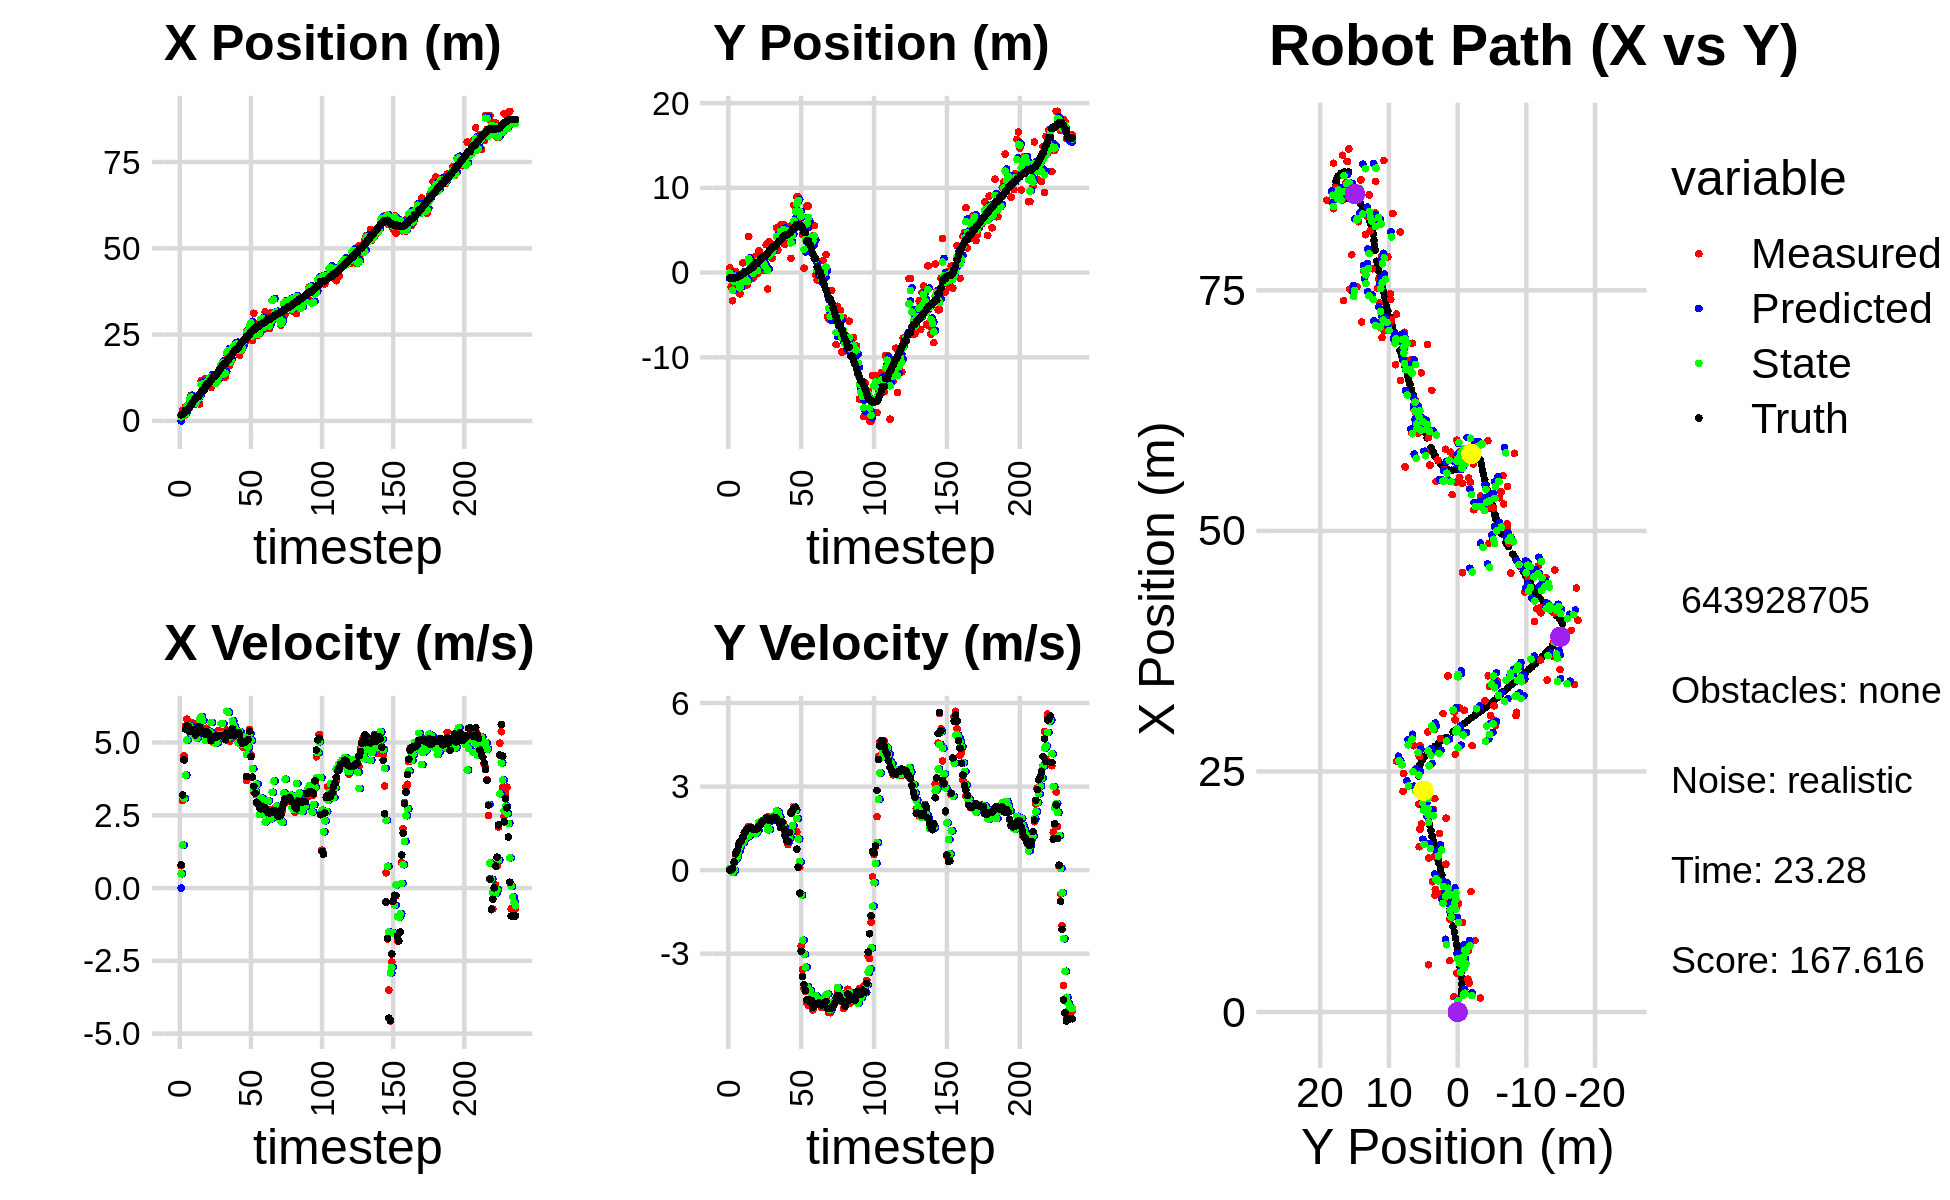 X Position (m)
75
50
25
0
0
50
100
150
200
timestep
Y Position (m)
20
10
0
-10
0
50
100
150
200
timestep
X Velocity (m/s)
5.0
2.5
0.0
-2.5
-5.0
0
50
100
150
200
timestep
Y Velocity (m/s)
6
3
0
-3
0
50
100
150
200
timestep
Robot Path (X vs Y)
X Position (m)
75
50
25
0
20
10
0
-10
-20
Y Position (m)
variable
Measured
Predicted
State
Truth
643928705
Obstacles: none
Noise: realistic
Time: 23.28
Score: 167.616